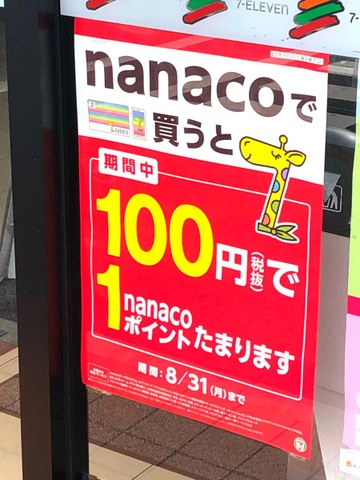 7-ELEVEN
nanacoで
買うと
期間中
100円(税抜)で
1nanaco
ポイントたまります
期間:8/31(月)まで